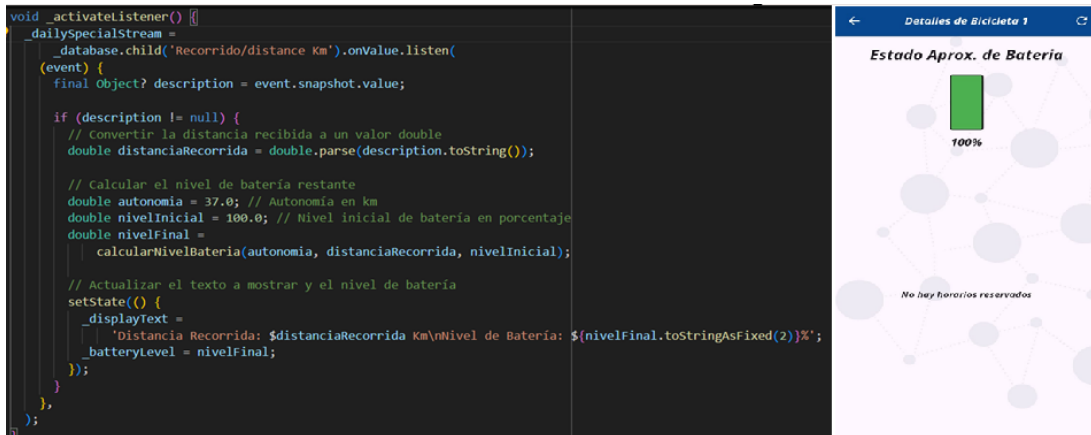 void _activateListener() {
_dailySpecialStream =
_database.child('Recorrido/distance Km').onValue.listen(
(event) {
final Object? description = event.snapshot.value;
if (description != null) {
// Convertir la distancia recibida a un valor double
double distanciaRecorrida = double.parse(description.toString());
// Calcular el nivel de batería restante
double autonomia = 37.0; // Autonomía en km
double nivelInicial = 100.0; // Nivel inicial de batería en porcentaje
double nivelFinal =
calcularNivelBateria(autonomia, distanciaRecorrida, nivelInicial);
// Actualizar el texto a mostrar y el nivel de batería
setState(() {
_displayText =
'Distancia Recorrida: $distanciaRecorrida Km\nNivel de Batería: ${nivelFinal.toStringAsFixed(2)}%';
_batteryLevel = nivelFinal;
});
}
},
);
}
Detalles de Bicicleta 1
Estado Aprox. de Batería
100%
No hay horarios reservados